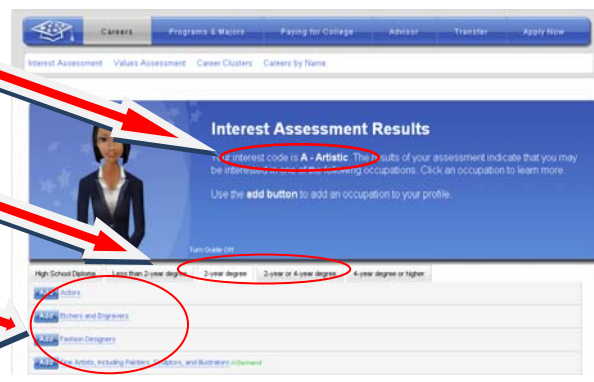 Careers Programs & Majors Paying for College Advisor Transfer Apply Now
Interest Assessment Values Assessment Career Clusters Careers by Name
Interest Assessment Results
Your interest code is A - Artistic. The results of your assessment indicate that you may
be interested in one of the following occupations. Click an occupation to learn more.
Use the add button to add an occupation to your profile.
Turn Guide Off
High School Diploma Less than 2-year degree 2-year degree 2-year or 4-year degree 4-year degree or higher
Add Actors
Add Etchers and Engravers
Add Fashion Designers
Add Fine Artists, Including Painters, Sculptors, and Illustrators In Demand